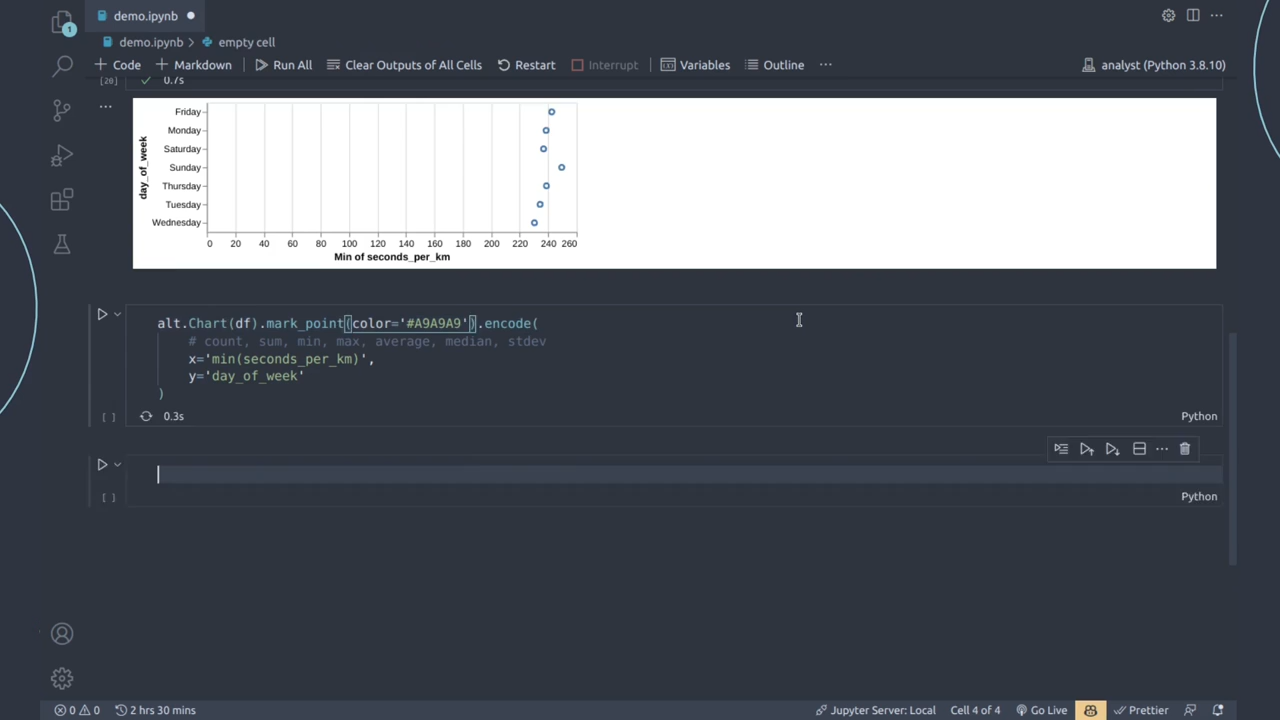 demo.ipynb
demo.ipynb > empty cell
1
+ Code + Markdown Run All Clear Outputs of All Cells Restart Interrupt Variables Outline ··· analyst (Python 3.8.10)
[20] 0.7s
...
Friday
Monday
Saturday
Sunday
Thursday
Tuesday
Wednesday
day_of_week
0 20 40 60 80 100 120 140 160 180 200 220 240 260
Min of seconds_per_km
alt.Chart(df).mark_point(color='#A9A9A9').encode(
# count, sum, min, max, average, median, stdev
x='min(seconds_per_km)',
y='day_of_week'
)
[ ] 0.3s Python
[ ] Python
0 0 2 hrs 30 mins Jupyter Server: Local Cell 4 of 4 Go Live Prettier